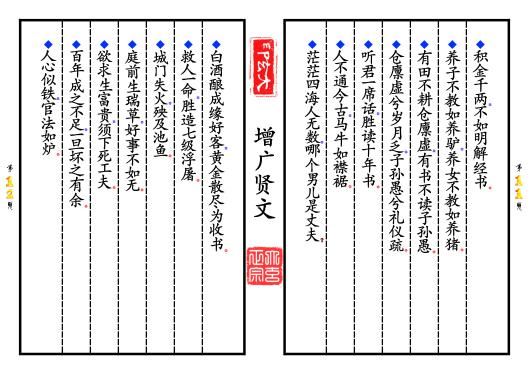 积金千两。不如明解经书。
养子不教如养驴。养女不教如养猪。
有田不耕仓廪虚。有书不读子孙愚。
仓廪虚兮岁月乏。子孙愚兮礼仪疏。
听君一席话。胜读十年书。
人不通今古。马牛如襟裾。
茫茫四海人无数。哪个男儿是丈夫。
增广贤文
白酒酿成缘好客。黄金散尽为收书。
救人一命。胜造七级浮屠。
城门失火。殃及池鱼。
庭前生瑞草。好事不如无。
欲求生富贵。须下死工夫。
百年成之不足。一旦坏之有余。
人心似铁。官法如炉。